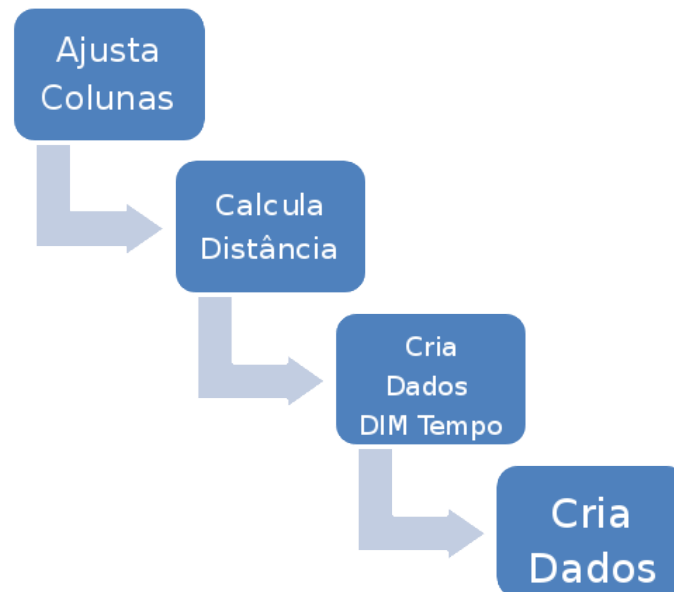 Ajusta
Colunas
Calcula
Distância
Cria
Dados
DIM Tempo
Cria
Dados